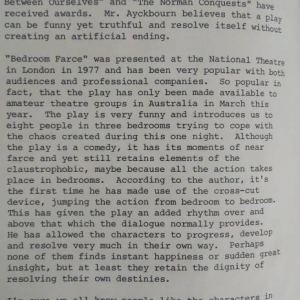 Between Ourselves" and "The Norman Conquests" have
received awards. Mr. Ayckbourn believes that a play
can be funny yet truthful and resolve itself without
creating an artificial ending.
"Bedroom Farce" was presented at the National Theatre
in London in 1977 and has been very popular with both
audiences and professional companies. So popular in
fact, that the play has only been made available to
amateur theatre groups in Australia in March this
year. The play is very funny and introduces us to
eight people in three bedrooms trying to cope with
the chaos created during this one night. Although
the play is a comedy, it has its moments of near
farce and yet still retains elements of the
claustrophobic, maybe because all the action takes
place in bedrooms. According to the author, it's
the first time he has made use of the cross-cut
device, jumping the action from bedroom to bedroom.
This has given the play an added rhythm over and
above that which the dialogue normally provides.
He has allowed the characters to progress, develop
and resolve very much in their own way. Perhaps
none of them finds instant happiness or sudden great
insight, but at least they retain the dignity of
resolving their own destinies.
I'm sure we all know people like the characters in